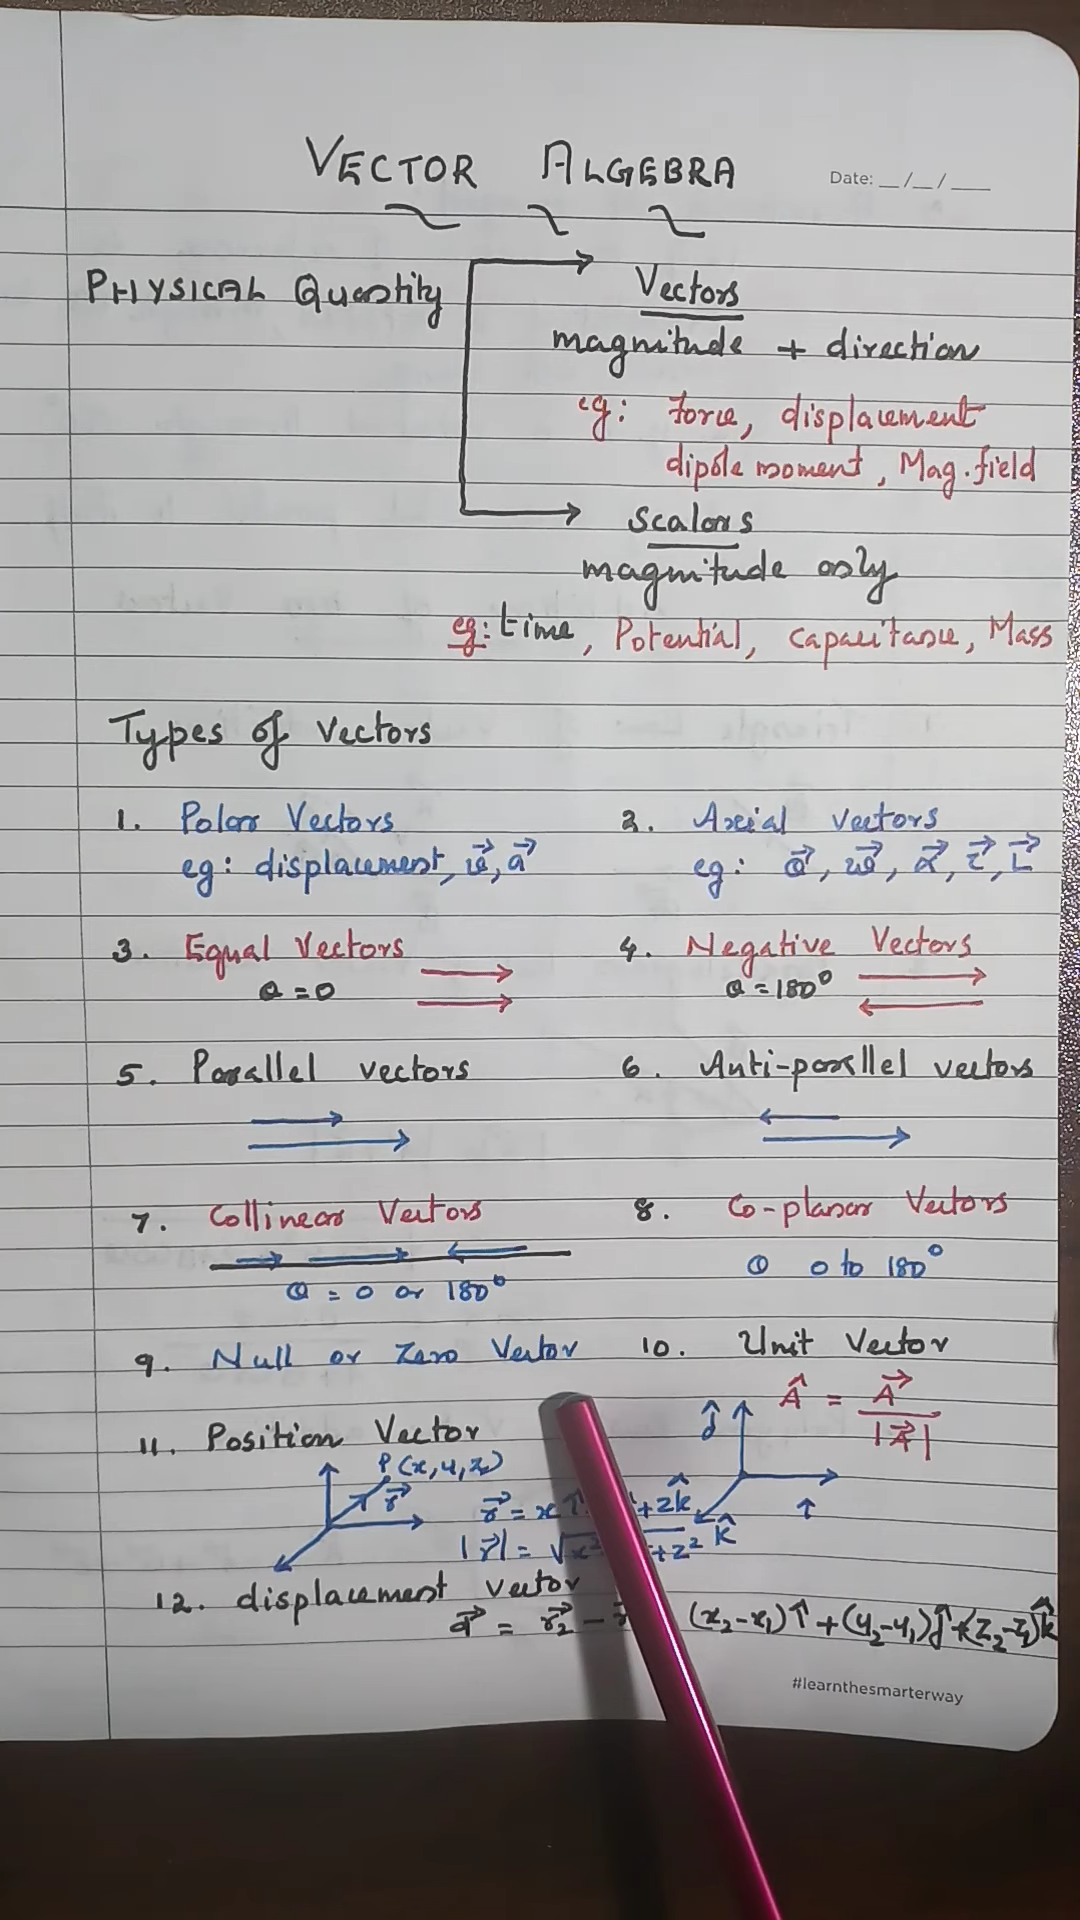 VECTOR ALGEBRA
Date: __/__/____
PHYSICAL Quantity
Vectors
magnitude + direction
eg: force, displacement
dipole moment, Mag. field
Scalars
magnitude only
eg: time, Potential, Capacitance, Mass
Types of vectors
1. Polar Vectors
eg: displacement, v⃗, a⃗
2. Axial vectors
eg: θ⃗, ω⃗, α⃗, τ⃗, L⃗
3. Equal Vectors
θ = 0
4. Negative Vectors
θ = 180°
5. Parallel vectors
6. Anti-parallel vectors
7. Collinear Vectors
θ = 0 or 180°
8. Co-planar Vectors
θ 0 to 180°
9. Null or Zero Vector
10. Unit Vector
Â = A⃗ / |A⃗|
ĵ
î
k̂
11. Position Vector
P(x, y, z)
r⃗
r⃗ = x î + z k̂
|r⃗| = √x² + z²
12. displacement vector
r⃗₂ - (x₂-x₁) î + (y₂-y₁) ĵ + (z₂-z₁) k̂
#learnthesmarterway